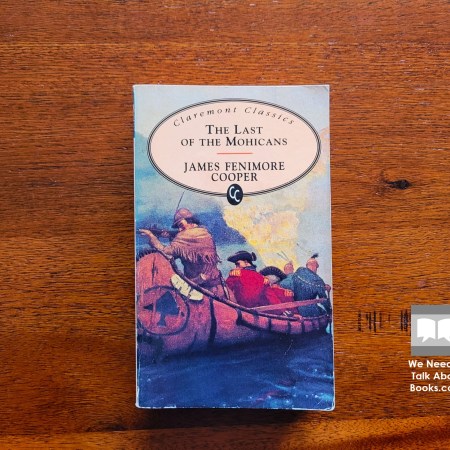 Claremont Classics
THE LAST
OF THE MOHICANS
JAMES FENIMORE
COOPER
CC
We Need
Talk Abo
Books.co